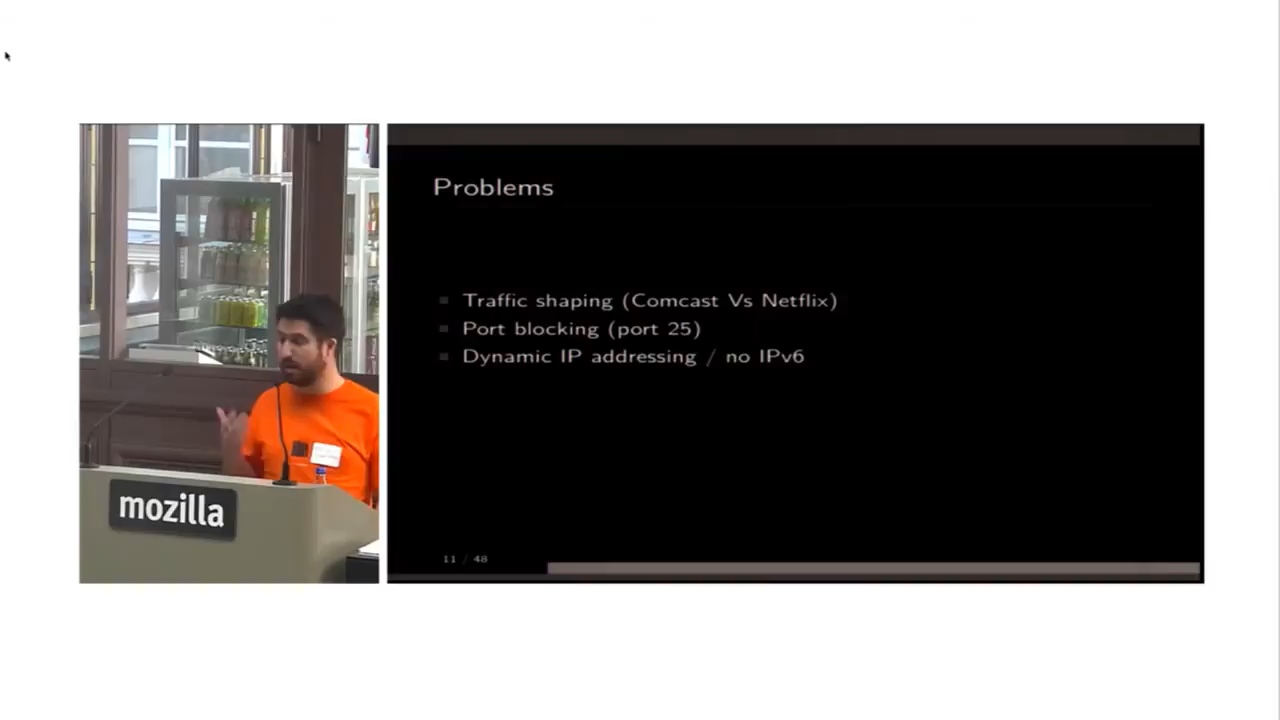 mozilla
Problems
Traffic shaping (Comcast Vs Netflix)
Port blocking (port 25)
Dynamic IP addressing / no IPv6
11 / 48